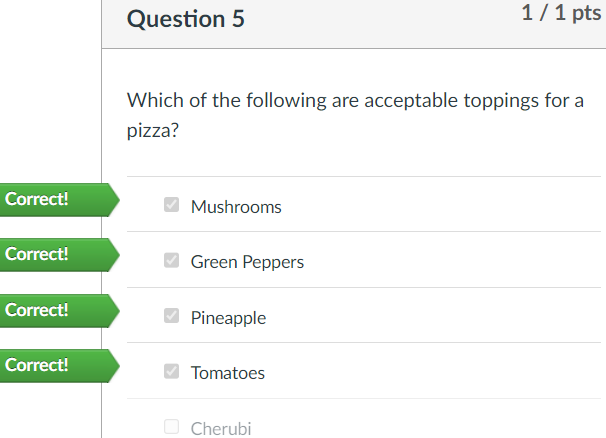 Question 5
1 / 1 pts
Which of the following are acceptable toppings for a
pizza?
Correct!
Mushrooms
Correct!
Green Peppers
Correct!
Pineapple
Correct!
Tomatoes
Cherubi